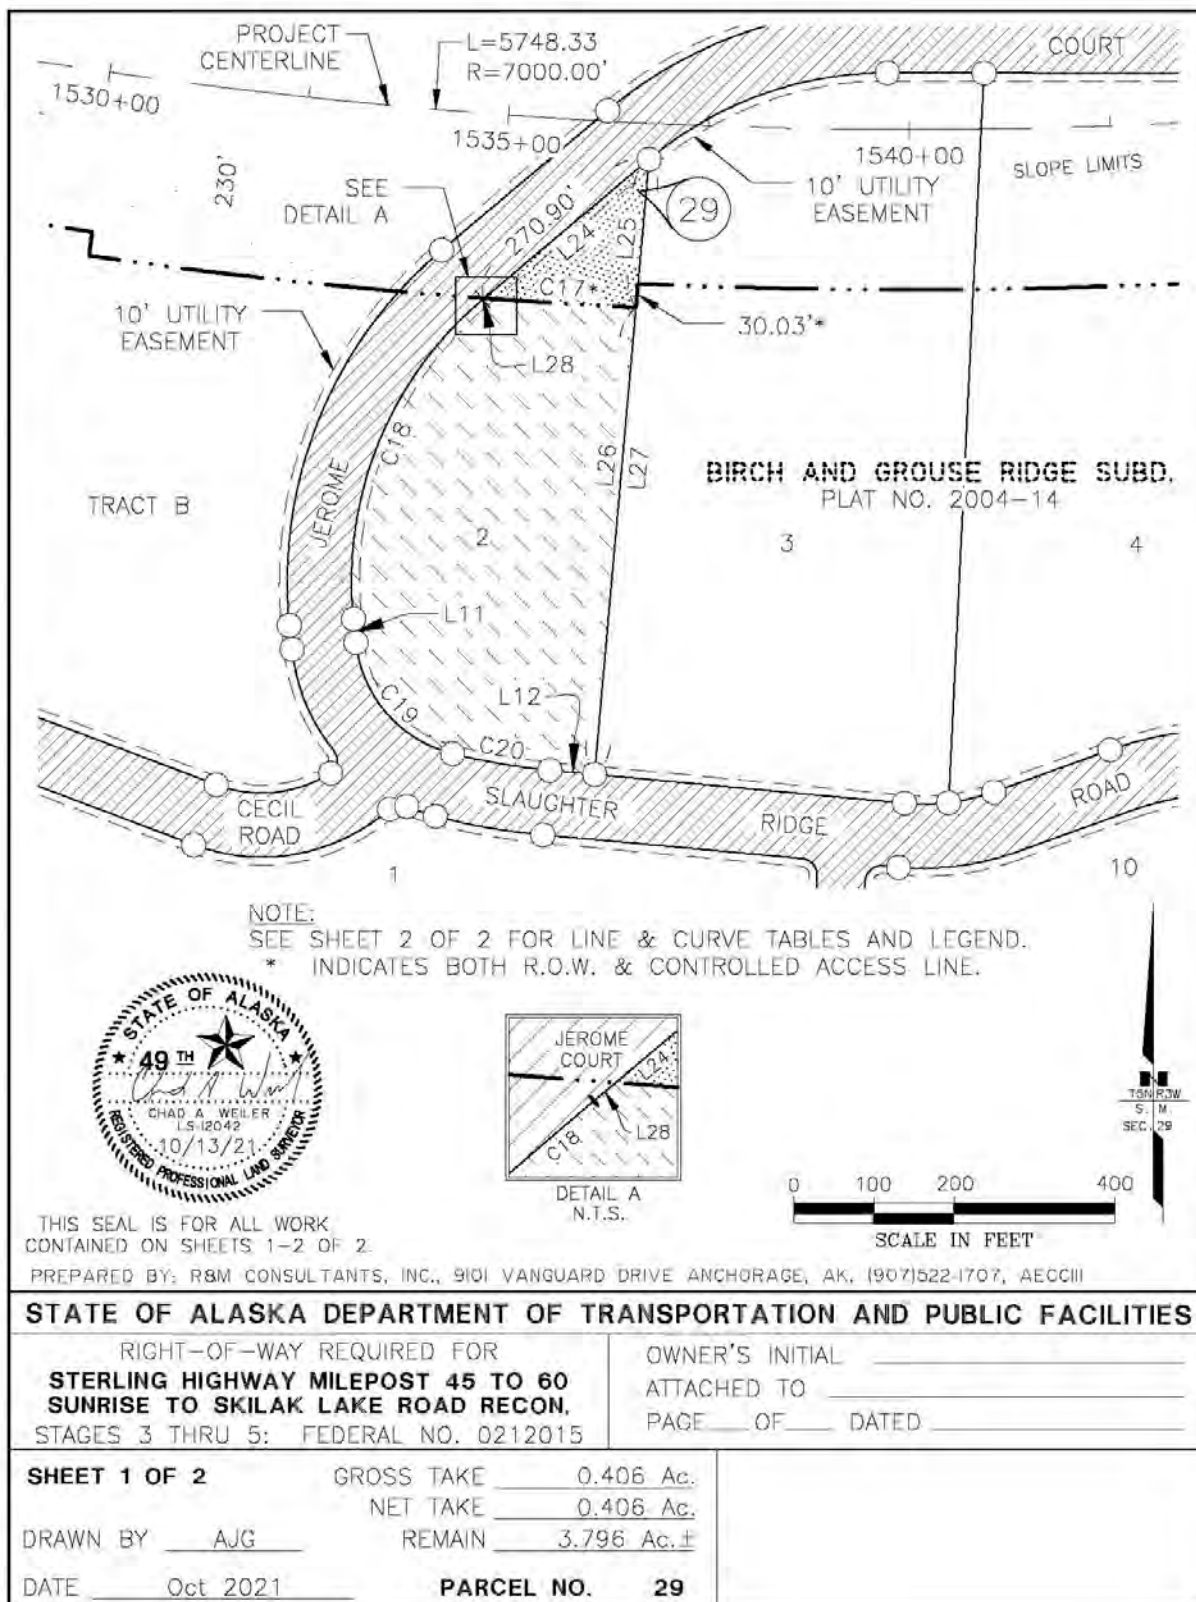 PROJECT
CENTERLINE
L=5748.33
R=7000.00'
COURT
1530+00
1535+00
1540+00
SLOPE LIMITS
230'
SEE
DETAIL A
270.90'
L24
L25
29
10' UTILITY
EASEMENT
C17*
30.03'*
10' UTILITY
EASEMENT
L28
C18
L26
L27
BIRCH AND GROUSE RIDGE SUBD.
PLAT NO. 2004-14
TRACT B
JEROME
2
3
4
L11
L12
C19
C20
CECIL
ROAD
SLAUGHTER
RIDGE
ROAD
1
10
NOTE:
SEE SHEET 2 OF 2 FOR LINE & CURVE TABLES AND LEGEND.
* INDICATES BOTH R.O.W. & CONTROLLED ACCESS LINE.
STATE OF ALASKA
49 TH
CHAD A. WEILER
LS-12042
10/13/21
REGISTERED PROFESSIONAL LAND SURVEYOR
JEROME
COURT
L24
C18
L28
DETAIL A
N.T.S.
N
T5N R3W
S. M.
SEC. 29
0 100 200 400
SCALE IN FEET
THIS SEAL IS FOR ALL WORK
CONTAINED ON SHEETS 1-2 OF 2.
PREPARED BY: R&M CONSULTANTS, INC., 9101 VANGUARD DRIVE ANCHORAGE, AK, (907)522-1707, AECC111
STATE OF ALASKA DEPARTMENT OF TRANSPORTATION AND PUBLIC FACILITIES
RIGHT-OF-WAY REQUIRED FOR
STERLING HIGHWAY MILEPOST 45 TO 60
SUNRISE TO SKILAK LAKE ROAD RECON.
STAGES 3 THRU 5: FEDERAL NO. 0212015
OWNER'S INITIAL
ATTACHED TO
PAGE OF DATED
SHEET 1 OF 2
GROSS TAKE 0.406 Ac.
NET TAKE 0.406 Ac.
DRAWN BY AJG
REMAIN 3.796 Ac.±
DATE Oct 2021
PARCEL NO. 29